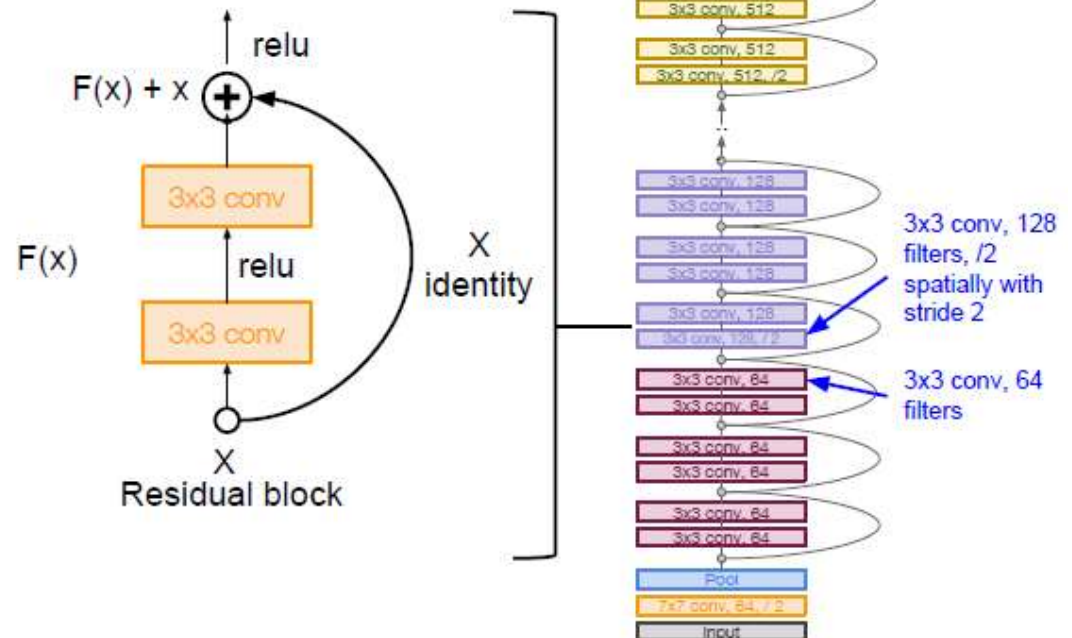 relu
F(x) + x
3x3 conv
F(x)
relu
3x3 conv
X
Residual block
X
identity
3x3 conv, 512
3x3 conv, 512
3x3 conv, 512, /2
..
3x3 conv, 128
3x3 conv, 128
3x3 conv, 128
3x3 conv, 128
3x3 conv, 128
3x3 conv, 128, / 2
3x3 conv, 64
3x3 conv, 64
3x3 conv, 64
3x3 conv, 64
3x3 conv, 64
3x3 conv, 64
Pool
7x7 conv, 64, / 2
Input
3x3 conv, 128
filters, /2
spatially with
stride 2
3x3 conv, 64
filters